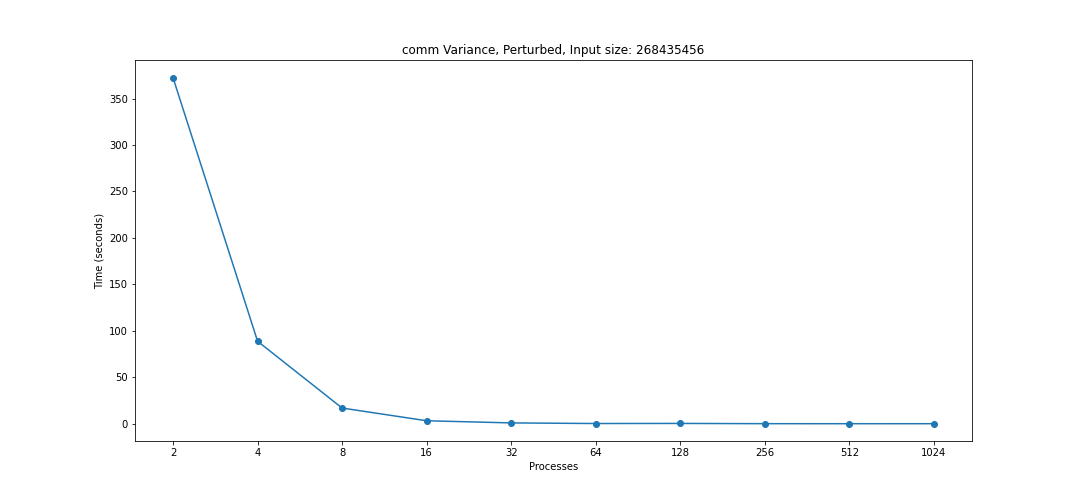 comm Variance, Perturbed, Input size: 268435456
Time (seconds)
350
300
250
200
150
100
50
0
2 4 8 16 32 64 128 256 512 1024
Processes